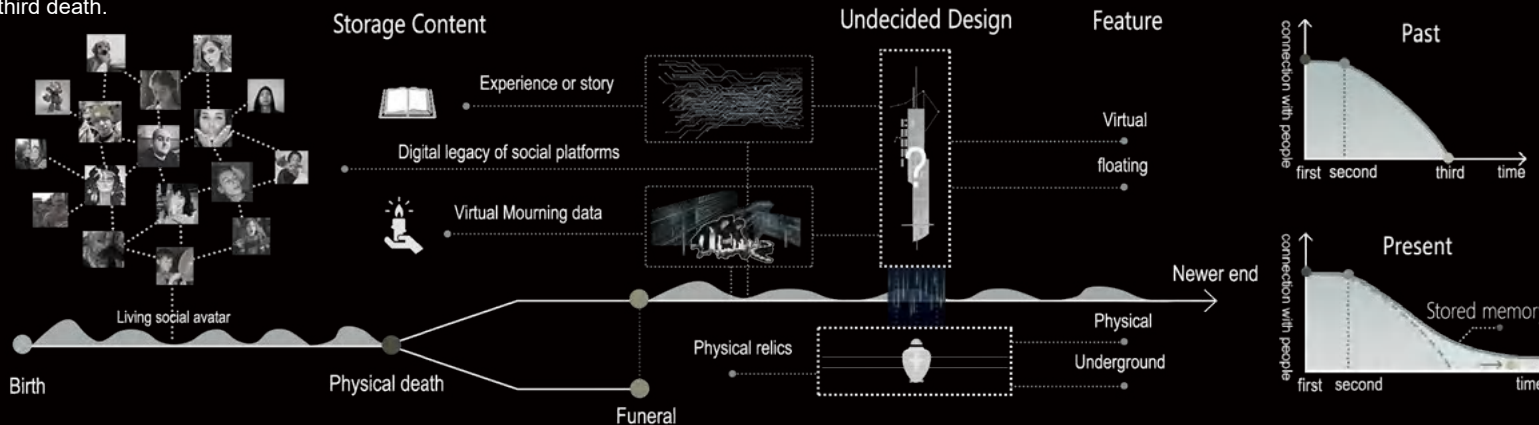 third death.
Storage Content
Undecided Design
Feature
Experience or story
Digital legacy of social platforms
Virtual Mourning data
?
Virtual
floating
Living social avatar
Newer end
Birth
Physical death
Funeral
Physical relics
Physical
Underground
Past
connection with people
first second third time
Present
connection with people
Stored memor
first second time